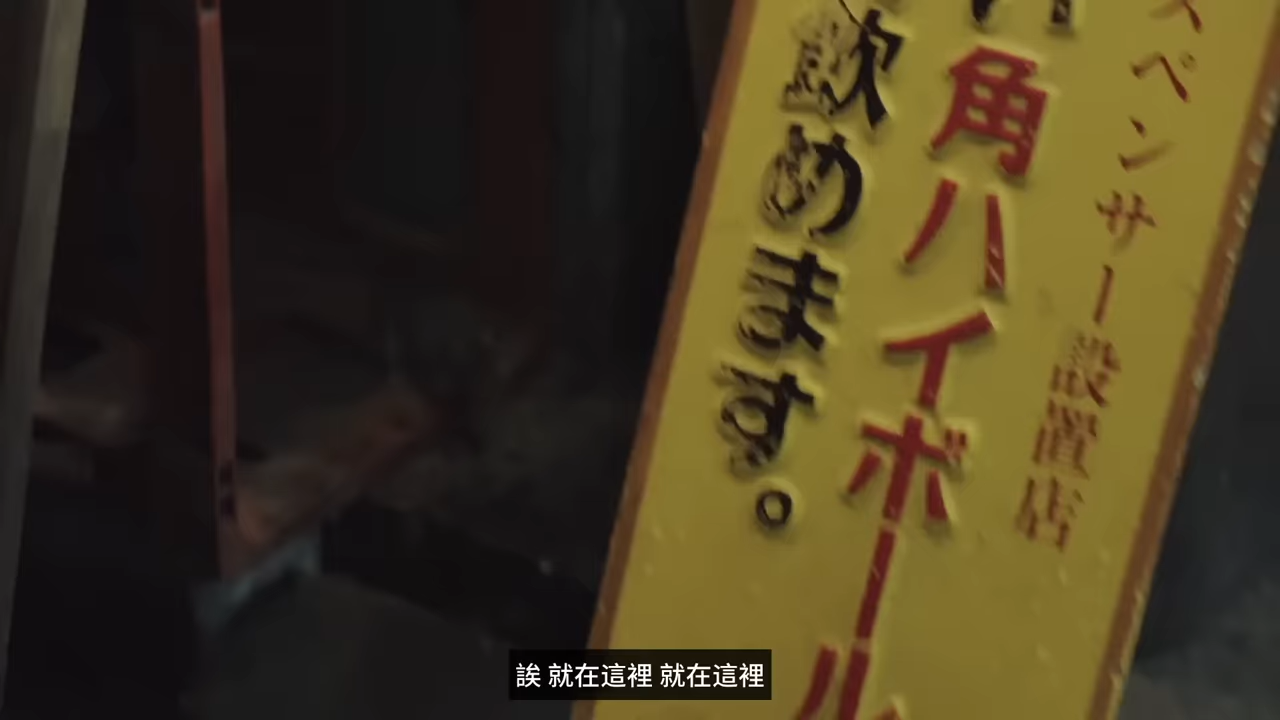 スペンサー設置店
角ハイボール
飲めます。
誒 就在這裡 就在這裡